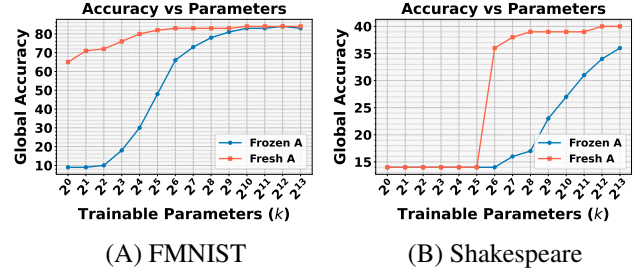 Accuracy vs Parameters
Global Accuracy
80
70
60
50
40
30
20
10
Frozen A
Fresh A
2^0 2^1 2^2 2^3 2^4 2^5 2^6 2^7 2^8 2^9 2^10 2^11 2^12 2^13
Trainable Parameters (k)
(A) FMNIST
Accuracy vs Parameters
Global Accuracy
40
35
30
25
20
15
Frozen A
Fresh A
2^0 2^1 2^2 2^3 2^4 2^5 2^6 2^7 2^8 2^9 2^10 2^11 2^12 2^13
Trainable Parameters (k)
(B) Shakespeare